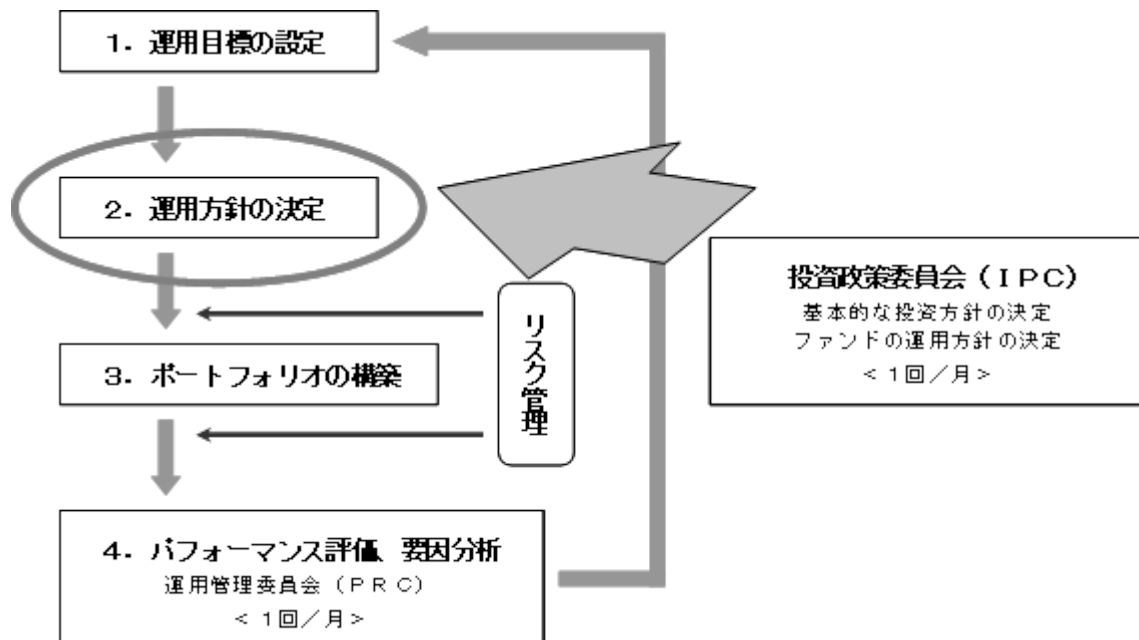 １．運用目標の設定
２．運用方針の決定
投資政策委員会（ＩＰＣ）
基本的な投資方針の決定
ファンドの運用方針の決定
＜１回／月＞
リスク管理
３．ポートフォリオの構築
４．パフォーマンス評価、要因分析
運用管理委員会（ＰＲＣ）
＜１回／月＞